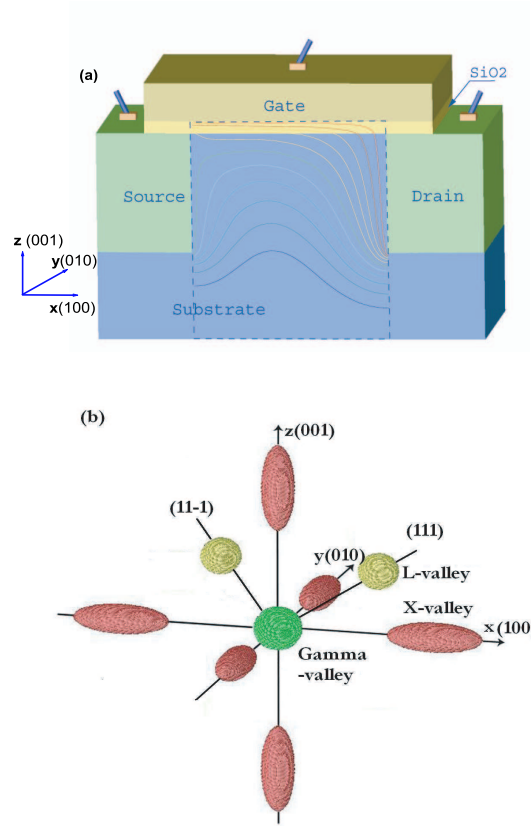 (a)
SiO2
Gate
Source
Drain
z (001)
y(010)
x(100)
Substrate
(b)
z(001)
(11-1)
(111)
y(010)
L-valley
X-valley
x (100
Gamma
-valley